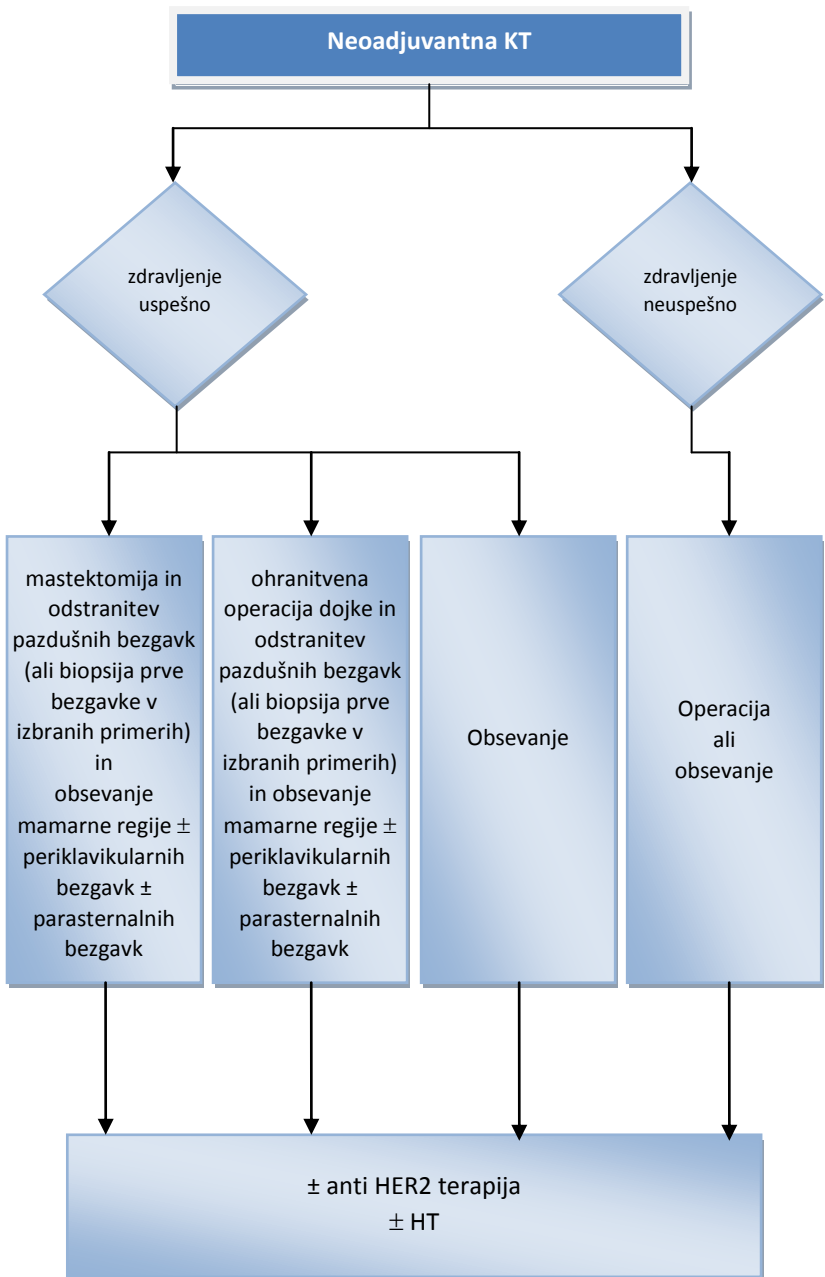 Neoadjuvantna KT
zdravljenje
uspešno
zdravljenje
neuspešno
mastektomija in
odstranitev
pazdušnih bezgavk
(ali biopsija prve
bezgavke v
izbranih primerih)
in
obsevanje
mamarne regije ±
periklavikularnih
bezgavk ±
parasternalnih
bezgavk
ohranitvena
operacija dojke in
odstranitev
pazdušnih bezgavk
(ali biopsija prve
bezgavke v
izbranih primerih)
in obsevanje
mamarne regije ±
periklavikularnih
bezgavk ±
parasternalnih
bezgavk
Obsevanje
Operacija
ali
obsevanje
± anti HER2 terapija
± HT